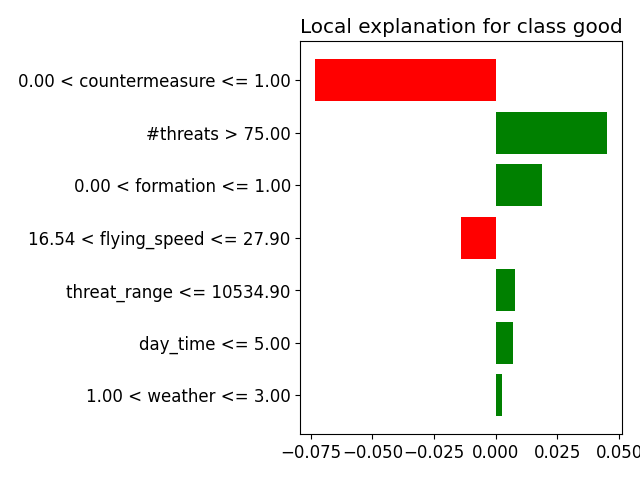 Local explanation for class good
0.00 < countermeasure <= 1.00
#threats > 75.00
0.00 < formation <= 1.00
16.54 < flying_speed <= 27.90
threat_range <= 10534.90
day_time <= 5.00
1.00 < weather <= 3.00
−0.075 −0.050 −0.025 0.000 0.025 0.050